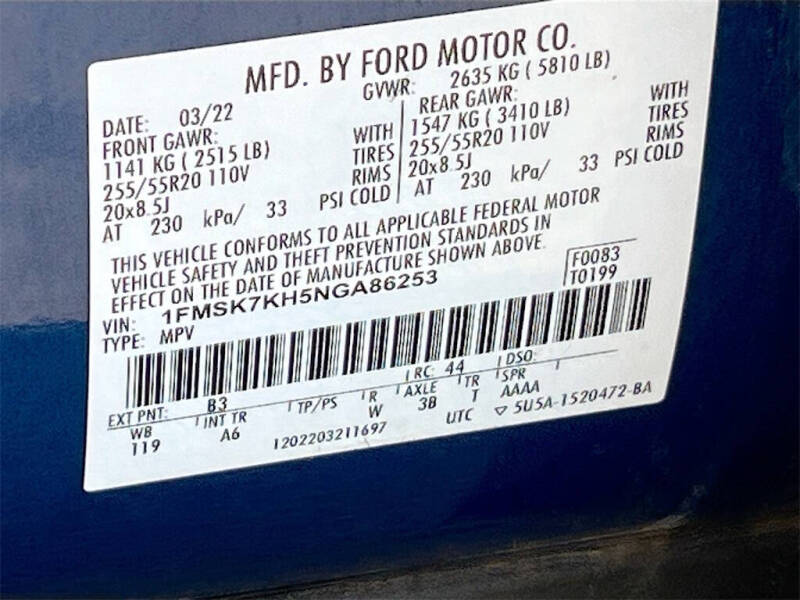 MFD. BY FORD MOTOR CO.
DATE: 03/22 GVWR: 2635 KG ( 5810 LB)
FRONT GAWR: REAR GAWR:
1141 KG ( 2515 LB) WITH 1547 KG ( 3410 LB) WITH
255/55R20 110V TIRES 255/55R20 110V TIRES
20x8.5J RIMS 20x8.5J RIMS
AT 230 kPa/ 33 PSI COLD AT 230 kPa/ 33 PSI COLD
THIS VEHICLE CONFORMS TO ALL APPLICABLE FEDERAL MOTOR
VEHICLE SAFETY AND THEFT PREVENTION STANDARDS IN
EFFECT ON THE DATE OF MANUFACTURE SHOWN ABOVE.
F0083
VIN: 1FMSK7KH5NGA86253 T0199
TYPE: MPV
EXT PNT: B3 RC: 44 DSO:
WB INT TR TP/PS R AXLE TR SPR
119 A6 W 3B T AAAA
1202203211697 UTC ▽ 5U5A-1520472-BA